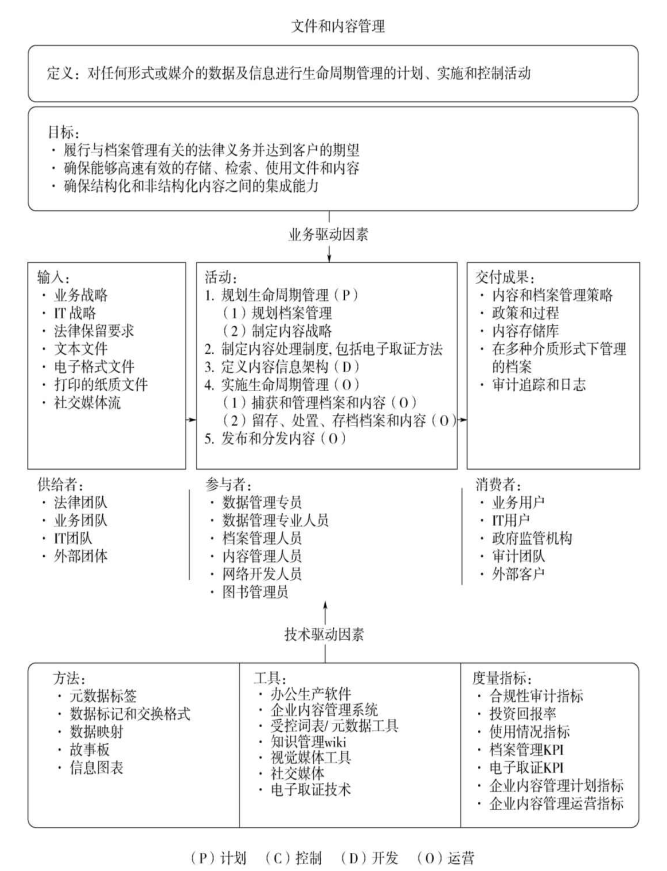 文件和内容管理
定义：对任何形式或媒介的数据及信息进行生命周期管理的计划、实施和控制活动
目标：
· 履行与档案管理有关的法律义务并达到客户的期望
· 确保能够高速有效的存储、检索、使用文件和内容
· 确保结构化和非结构化内容之间的集成能力
业务驱动因素
输入：
· 业务战略
· IT 战略
· 法律保留要求
· 文本文件
· 电子格式文件
· 打印的纸质文件
· 社交媒体流
活动：
1. 规划生命周期管理（P）
（1）规划档案管理
（2）制定内容战略
2. 制定内容处理制度，包括电子取证方法
3. 定义内容信息架构（D）
4. 实施生命周期管理（O）
（1）捕获和管理档案和内容（O）
（2）留存、处置、存档档案和内容（O）
5. 发布和分发内容（O）
交付成果：
· 内容和档案管理策略
· 政策和过程
· 内容存储库
· 在多种介质形式下管理
的档案
· 审计追踪和日志
供给者：
· 法律团队
· 业务团队
· IT团队
· 外部团体
参与者：
· 数据管理专员
· 数据管理专业人员
· 档案管理人员
· 内容管理人员
· 网络开发人员
· 图书管理员
消费者：
· 业务用户
· IT用户
· 政府监管机构
· 审计团队
· 外部客户
技术驱动因素
方法：
· 元数据标签
· 数据标记和交换格式
· 数据映射
· 故事板
· 信息图表
工具：
· 办公生产软件
· 企业内容管理系统
· 受控词表/ 元数据工具
· 知识管理wiki
· 视觉媒体工具
· 社交媒体
· 电子取证技术
度量指标：
· 合规性审计指标
· 投资回报率
· 使用情况指标
· 档案管理KPI
· 电子取证KPI
· 企业内容管理计划指标
· 企业内容管理运营指标
（P）计划 （C）控制 （D）开发 （O）运营